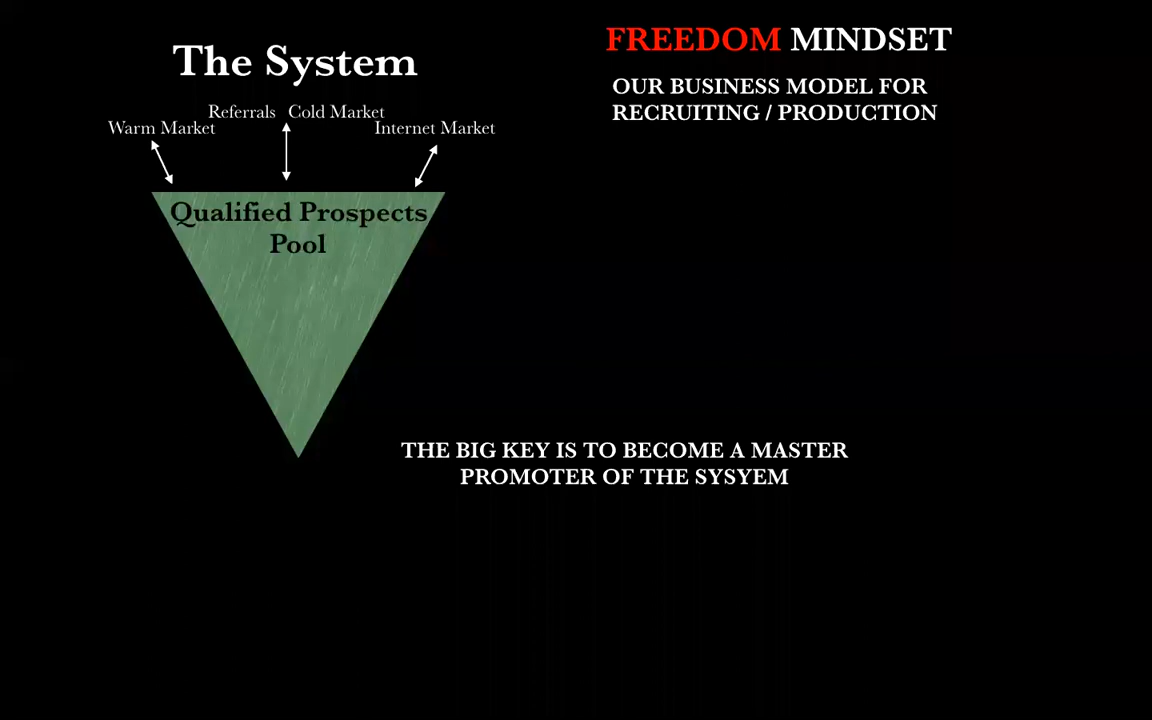 The System
Referrals Cold Market
Warm Market
Internet Market
Qualified Prospects
Pool
FREEDOM MINDSET
OUR BUSINESS MODEL FOR
RECRUITING / PRODUCTION
THE BIG KEY IS TO BECOME A MASTER
PROMOTER OF THE SYSYEM